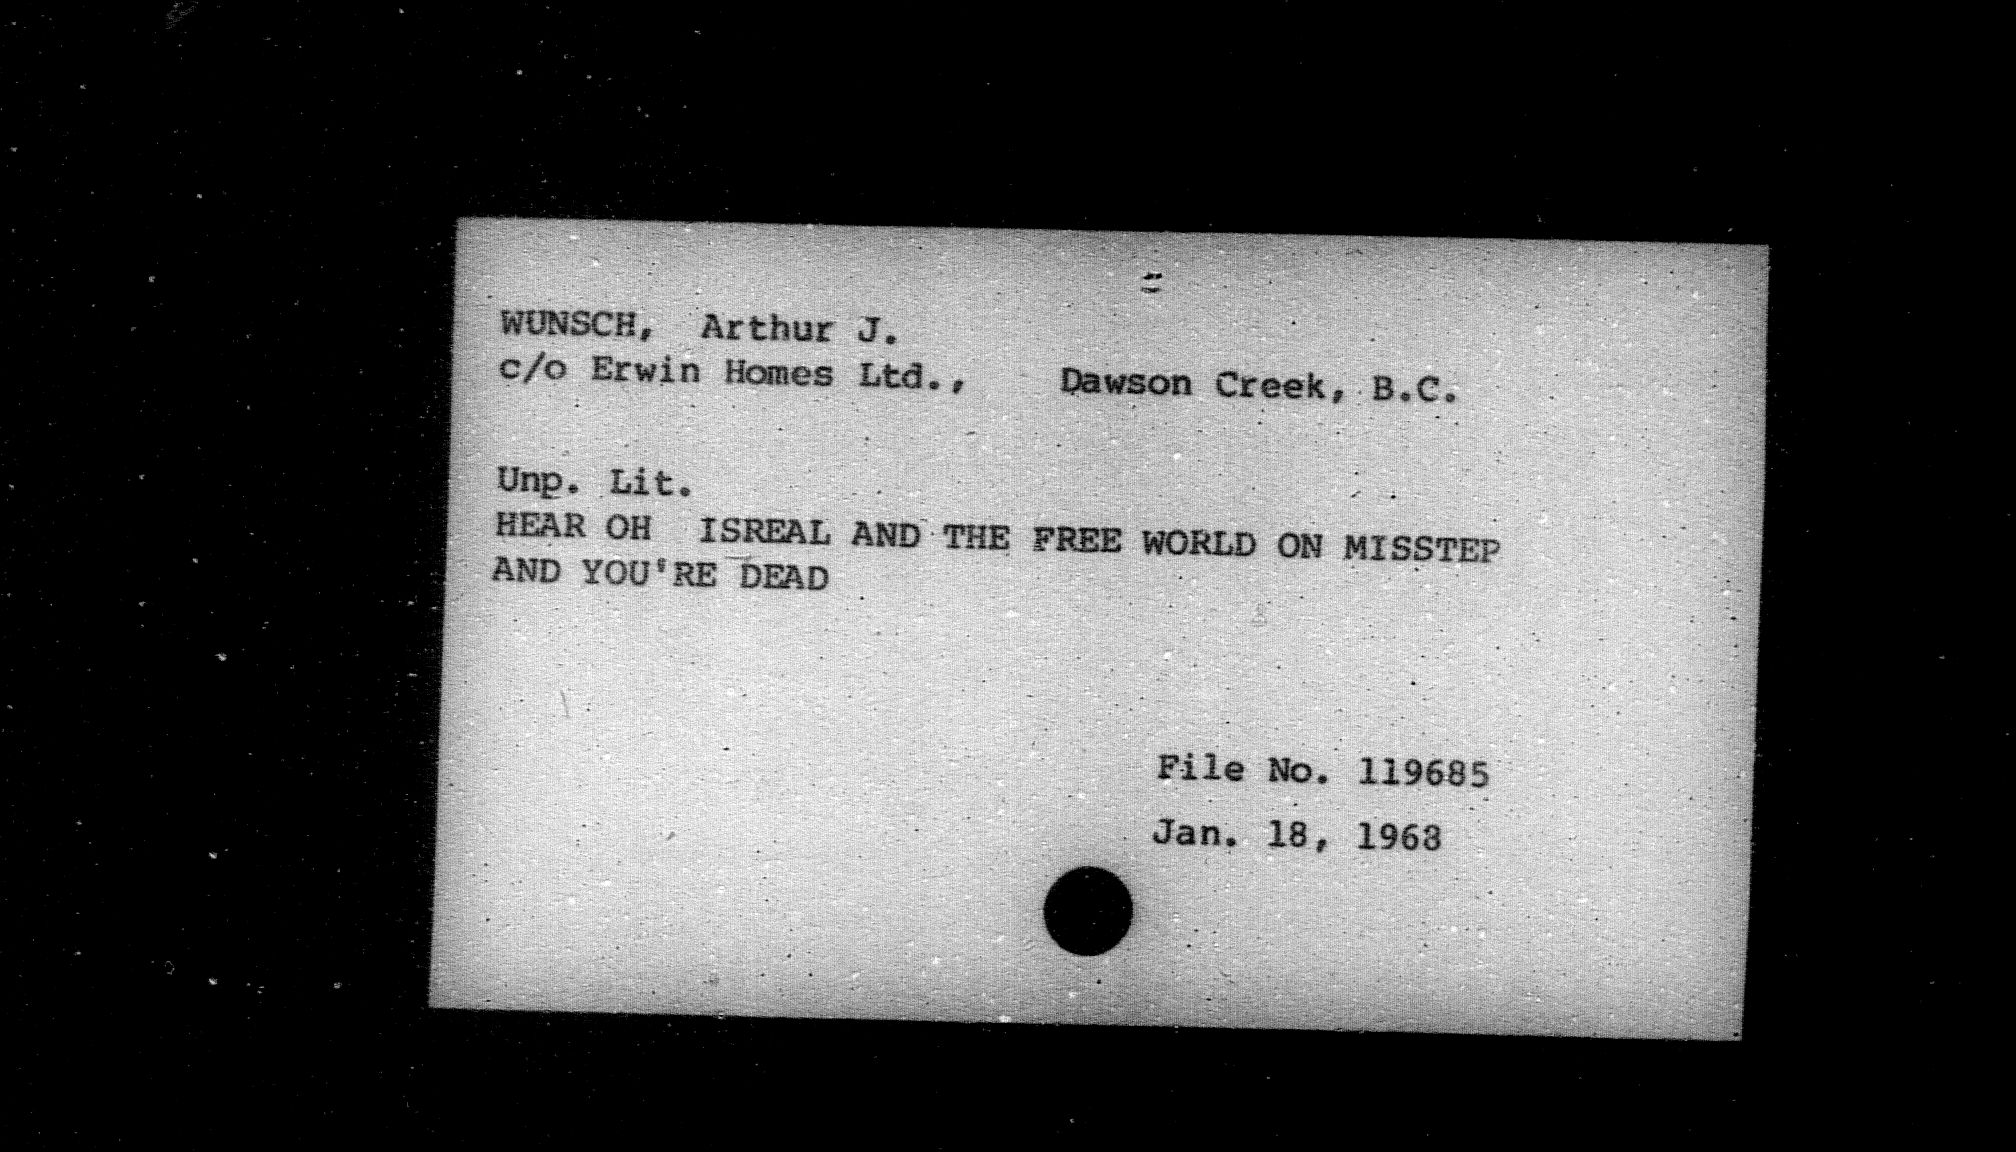 WUNSCH, Arthur J.
c/o Erwin Homes Ltd., Dawson Creek, B.C.
Unp. Lit.
HEAR OH ISREAL AND THE FREE WORLD ON MISSTEP
AND YOU'RE DEAD
File No. 119685
Jan. 18, 1968